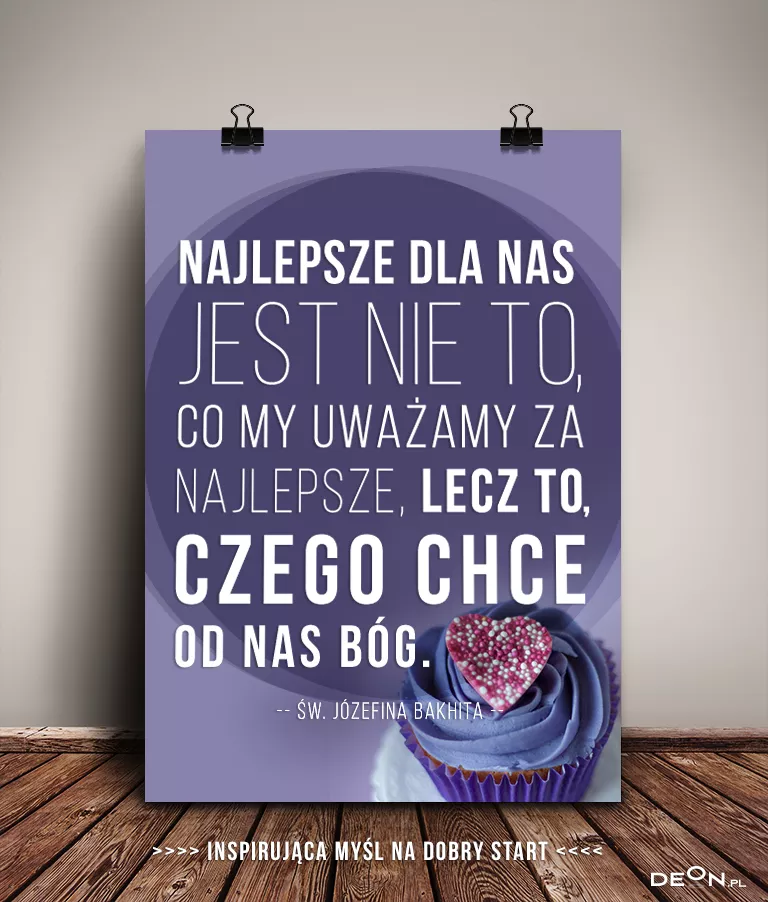 NAJLEPSZE DLA NAS
JEST NIE TO,
CO MY UWAŻAMY ZA
NAJLEPSZE, LECZ TO,
CZEGO CHCE
OD NAS BÓG.
-- ŚW. JÓZEFINA BAKHITA --
>>>> INSPIRUJĄCA MYŚL NA DOBRY START <<<<
DEON.PL